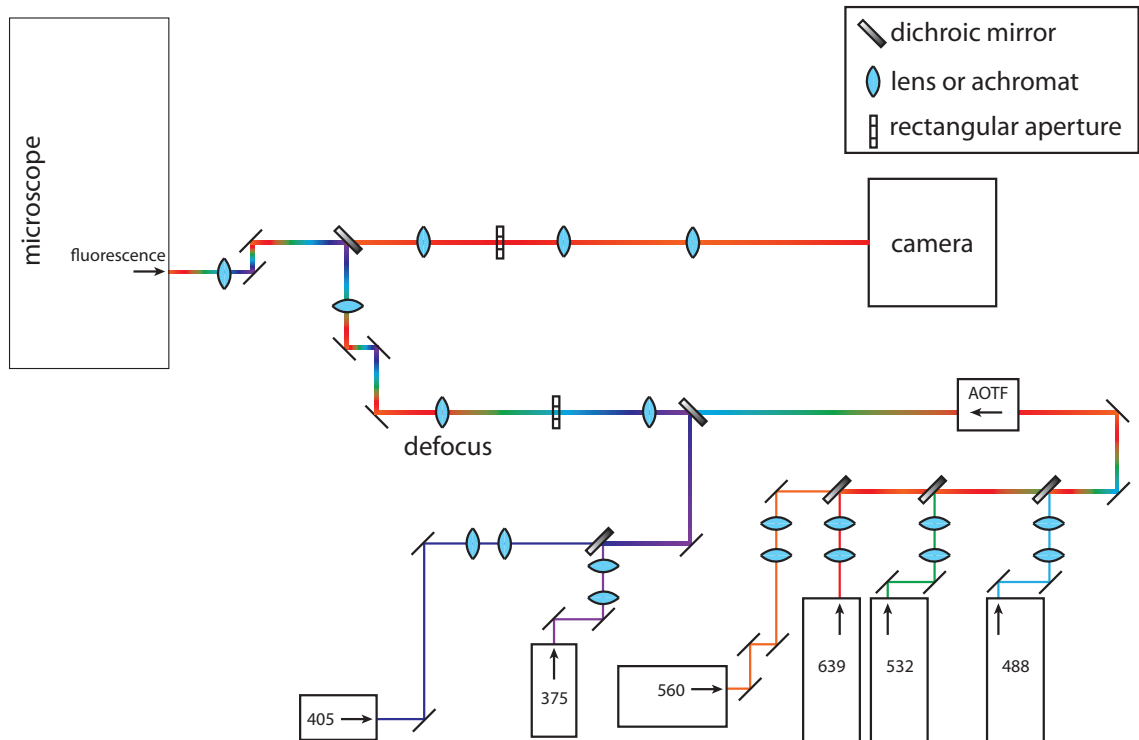 dichroic mirror
lens or achromat
rectangular aperture
microscope
fluorescence
camera
AOTF
defocus
639
532
488
560
375
405